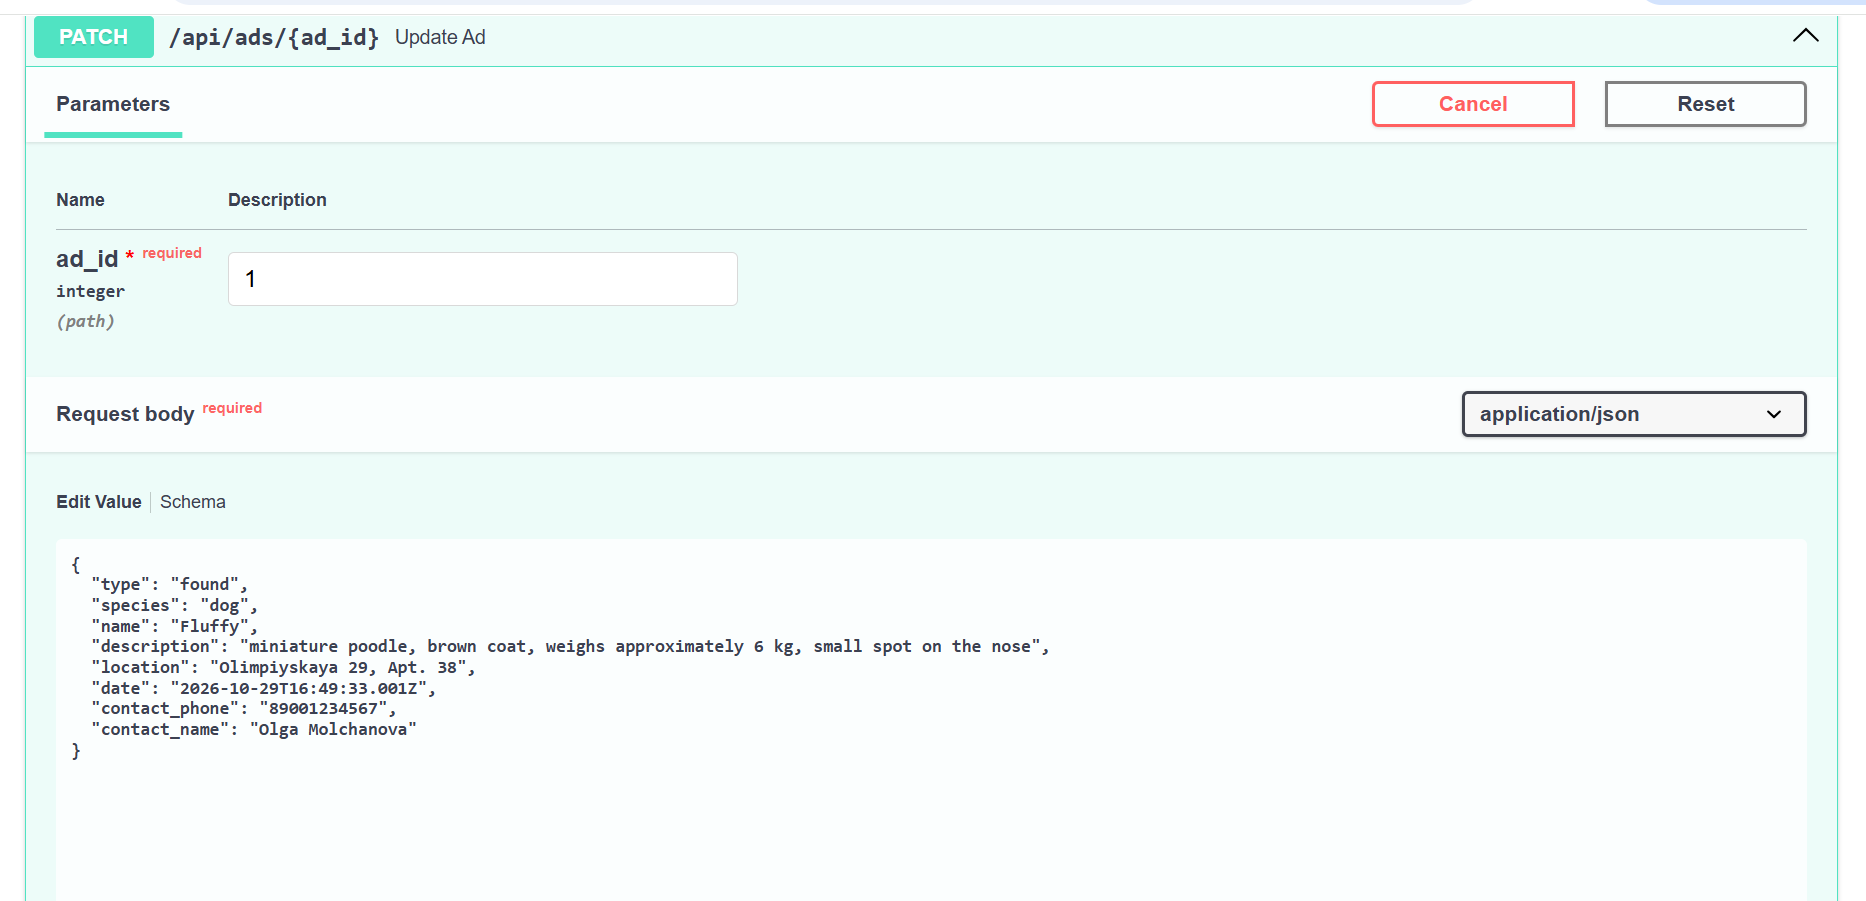 PATCH /api/ads/{ad_id} Update Ad
Parameters
Cancel
Reset
Name Description
ad_id * required
integer
(path)
1
Request body required
application/json
Edit Value | Schema
{
  "type": "found",
  "species": "dog",
  "name": "Fluffy",
  "description": "miniature poodle, brown coat, weighs approximately 6 kg, small spot on the nose",
  "location": "Olimpiyskaya 29, Apt. 38",
  "date": "2026-10-29T16:49:33.001Z",
  "contact_phone": "89001234567",
  "contact_name": "Olga Molchanova"
}